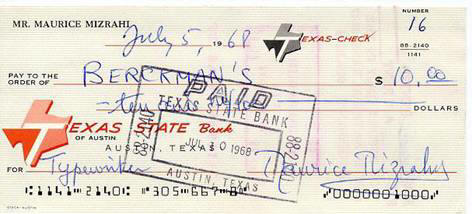 MR. MAURICE MIZRAHI
NUMBER
16
July 5, 1968
TEXAS-CHECK
88-2140
1141
PAY TO THE
ORDER OF
BERCKMAN'S
$ 10.00
DOLLARS
PAID
TEXAS STATE BANK
JUL 10 1968
AUSTIN, TEXAS
88-2140
TEXAS STATE Bank
OF AUSTIN
AUSTIN, TEXAS
FOR
Typewriter
Maurice Mizrahi
1141 2140 305 667 8
0000001000